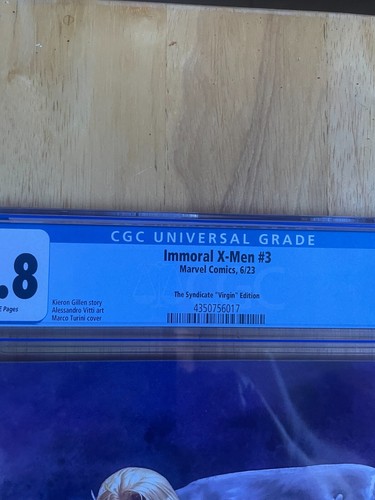 CGC UNIVERSAL GRADE
.8
E Pages
Immoral X-Men #3
Marvel Comics, 6/23
Kieron Gillen story
Alessandro Vitti art
Marco Turini cover
The Syndicate "Virgin" Edition
4350756017